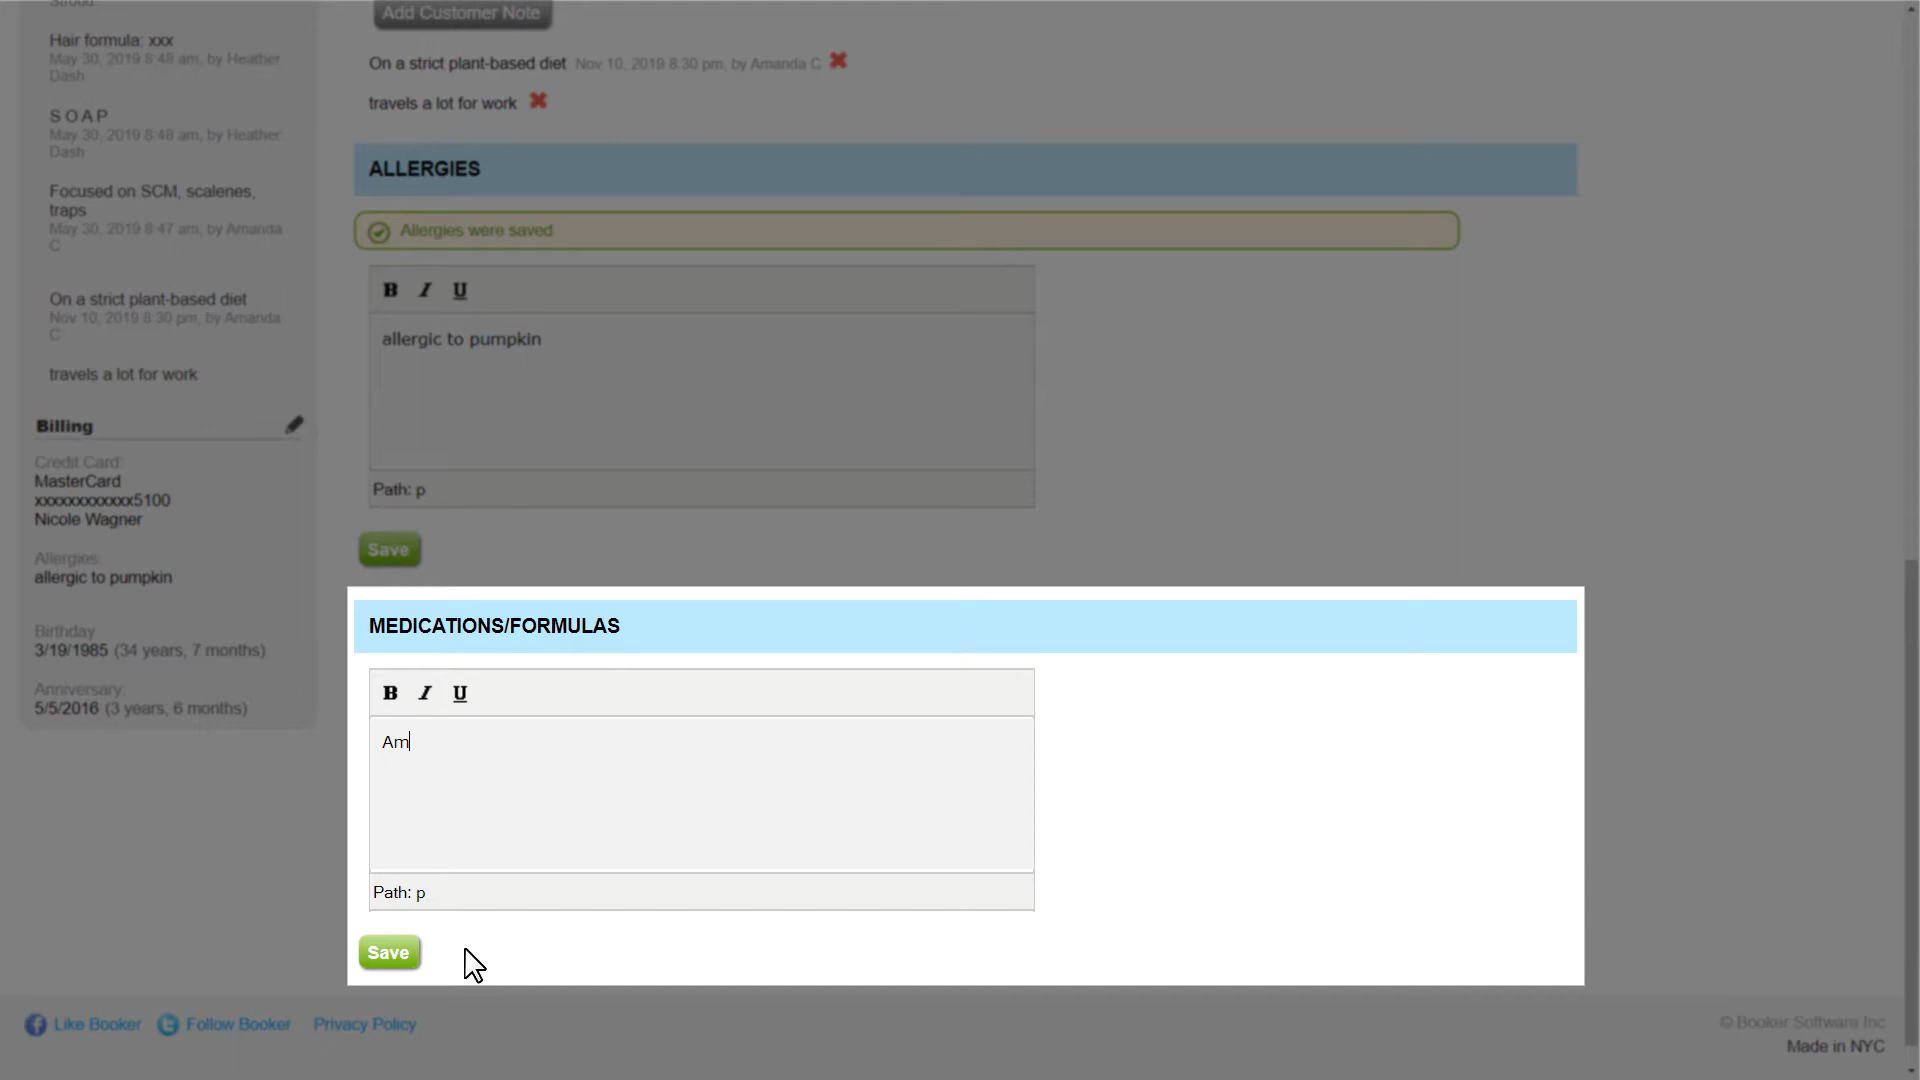 Hair formula: xxx
May 30, 2019 8:48 am, by Heather
Dash
S O A P
May 30, 2019 8:48 am, by Heather
Dash
Focused on SCM, scalenes,
traps
May 30, 2019 8:47 am, by Amanda
C
On a strict plant-based diet
Nov 10, 2019 8:30 pm, by Amanda
C
travels a lot for work
Billing
Credit Card:
MasterCard
xxxxxxxxxxxx5100
Nicole Wagner
Allergies:
allergic to pumpkin
Birthday
3/19/1985 (34 years, 7 months)
Anniversary:
5/5/2016 (3 years, 6 months)
Add Customer Note
On a strict plant-based diet Nov 10, 2019 8:30 pm, by Amanda C
travels a lot for work
ALLERGIES
Allergies were saved
B I U
allergic to pumpkin
Path: p
Save
MEDICATIONS/FORMULAS
B I U
Am
Path: p
Save
Like Booker Follow Booker Privacy Policy
© Booker Software Inc
Made in NYC